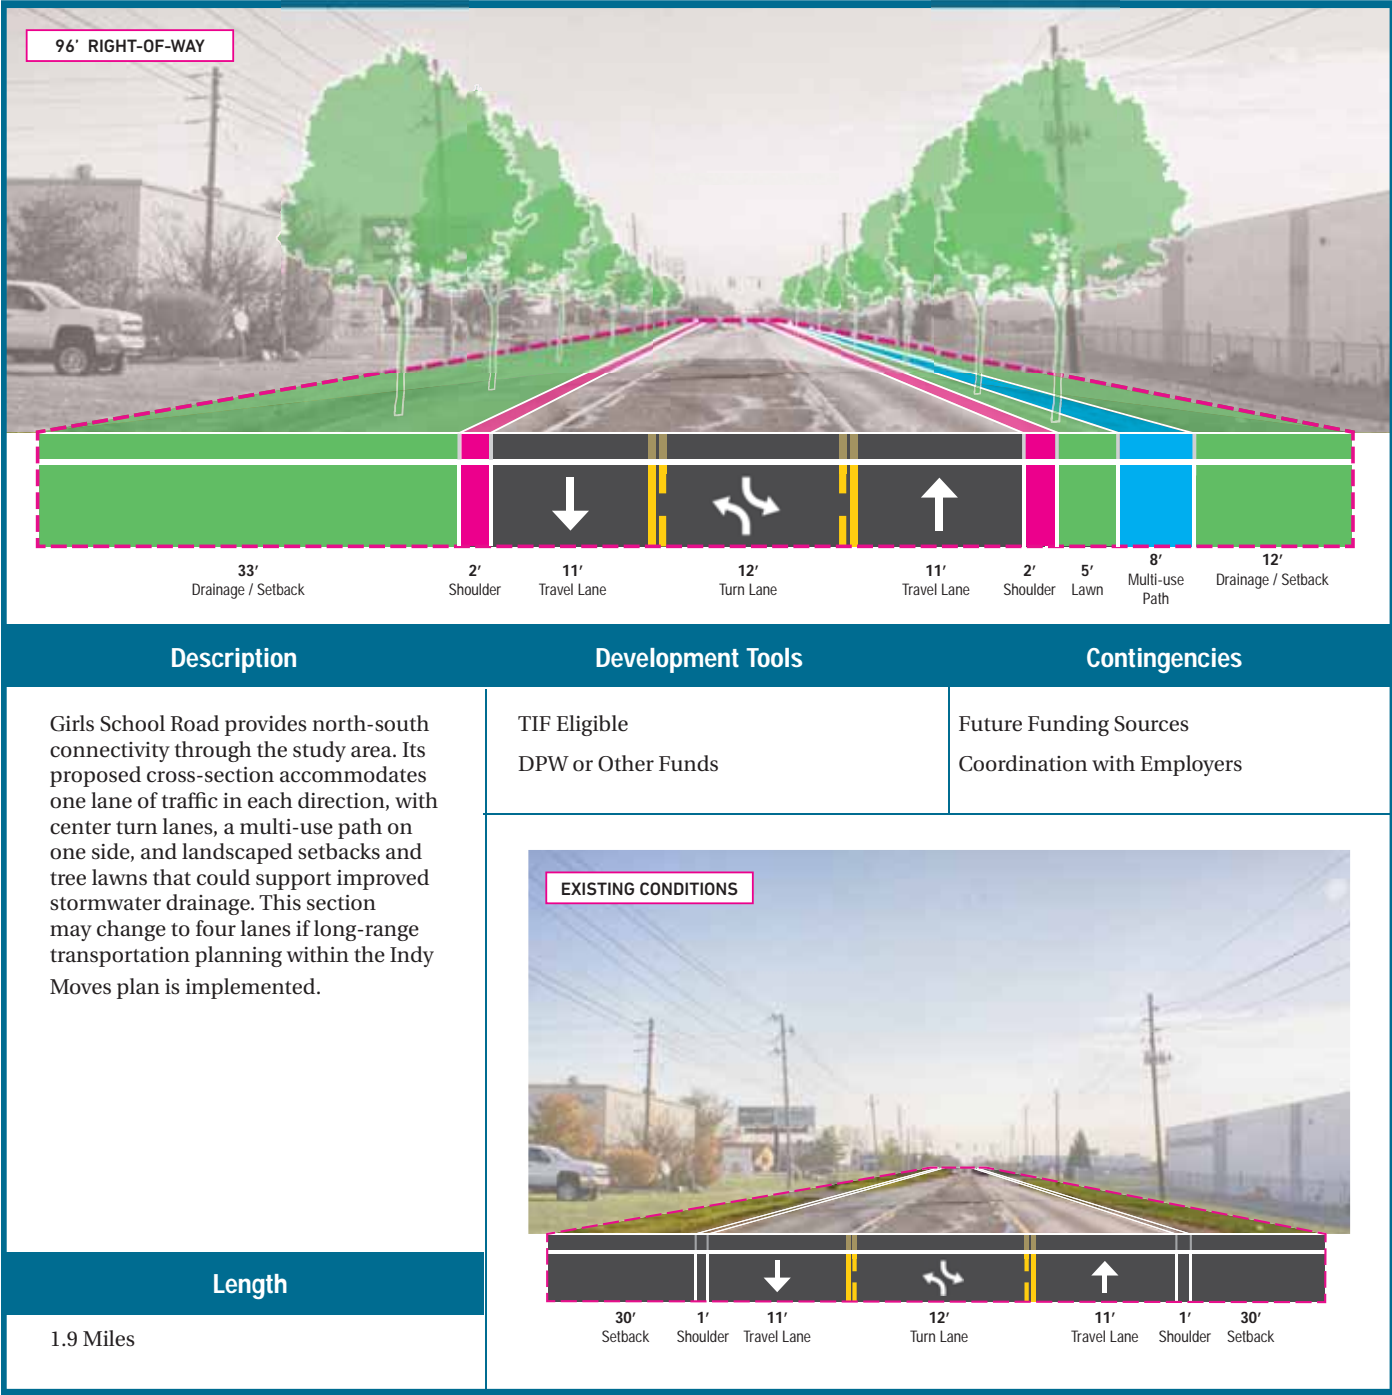 96′ RIGHT-OF-WAY
33′
Drainage / Setback
2′
Shoulder
11′
Travel Lane
12′
Turn Lane
11′
Travel Lane
2′
Shoulder
5′
Lawn
8′
Multi-use
Path
12′
Drainage / Setback
Description
Development Tools
Contingencies
Girls School Road provides north-south
connectivity through the study area. Its
proposed cross-section accommodates
one lane of traffic in each direction, with
center turn lanes, a multi-use path on
one side, and landscaped setbacks and
tree lawns that could support improved
stormwater drainage. This section
may change to four lanes if long-range
transportation planning within the Indy
Moves plan is implemented.
TIF Eligible
DPW or Other Funds
Future Funding Sources
Coordination with Employers
EXISTING CONDITIONS
30′
Setback
1′
Shoulder
11′
Travel Lane
12′
Turn Lane
11′
Travel Lane
1′
Shoulder
30′
Setback
Length
1.9 Miles